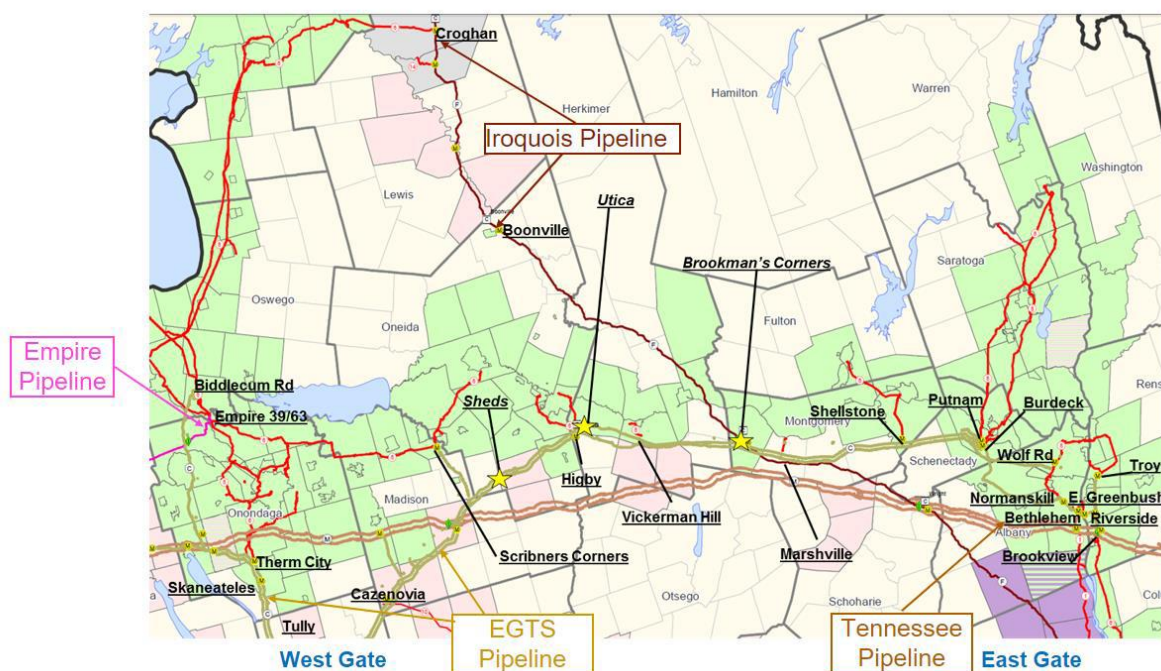 Croghan
Hamilton
Warren
Herkimer
Iroquois Pipeline
Washington
Lewis
Utica
Boonville
Boonville
Brookman's Corners
Saratoga
Oswego
Oneida
Fulton
Empire
Pipeline
Biddlecum Rd
Sheds
Empire 39/63
Shellstone
Montgomery
Putnam
Burdeck
Rens
Schenectady
Wolf Rd
Troy
Higby
Madison
Onondaga
Normanskill
E. Greenbush
Vickerman Hill
Bethlehem
Riverside
Albany
Scribners Corners
Marshville
Brookview
Therm City
Skaneateles
Cazenovia
Otsego
Schoharie
Colu
Tully
EGTS
Pipeline
Tennessee
Pipeline
West Gate
East Gate